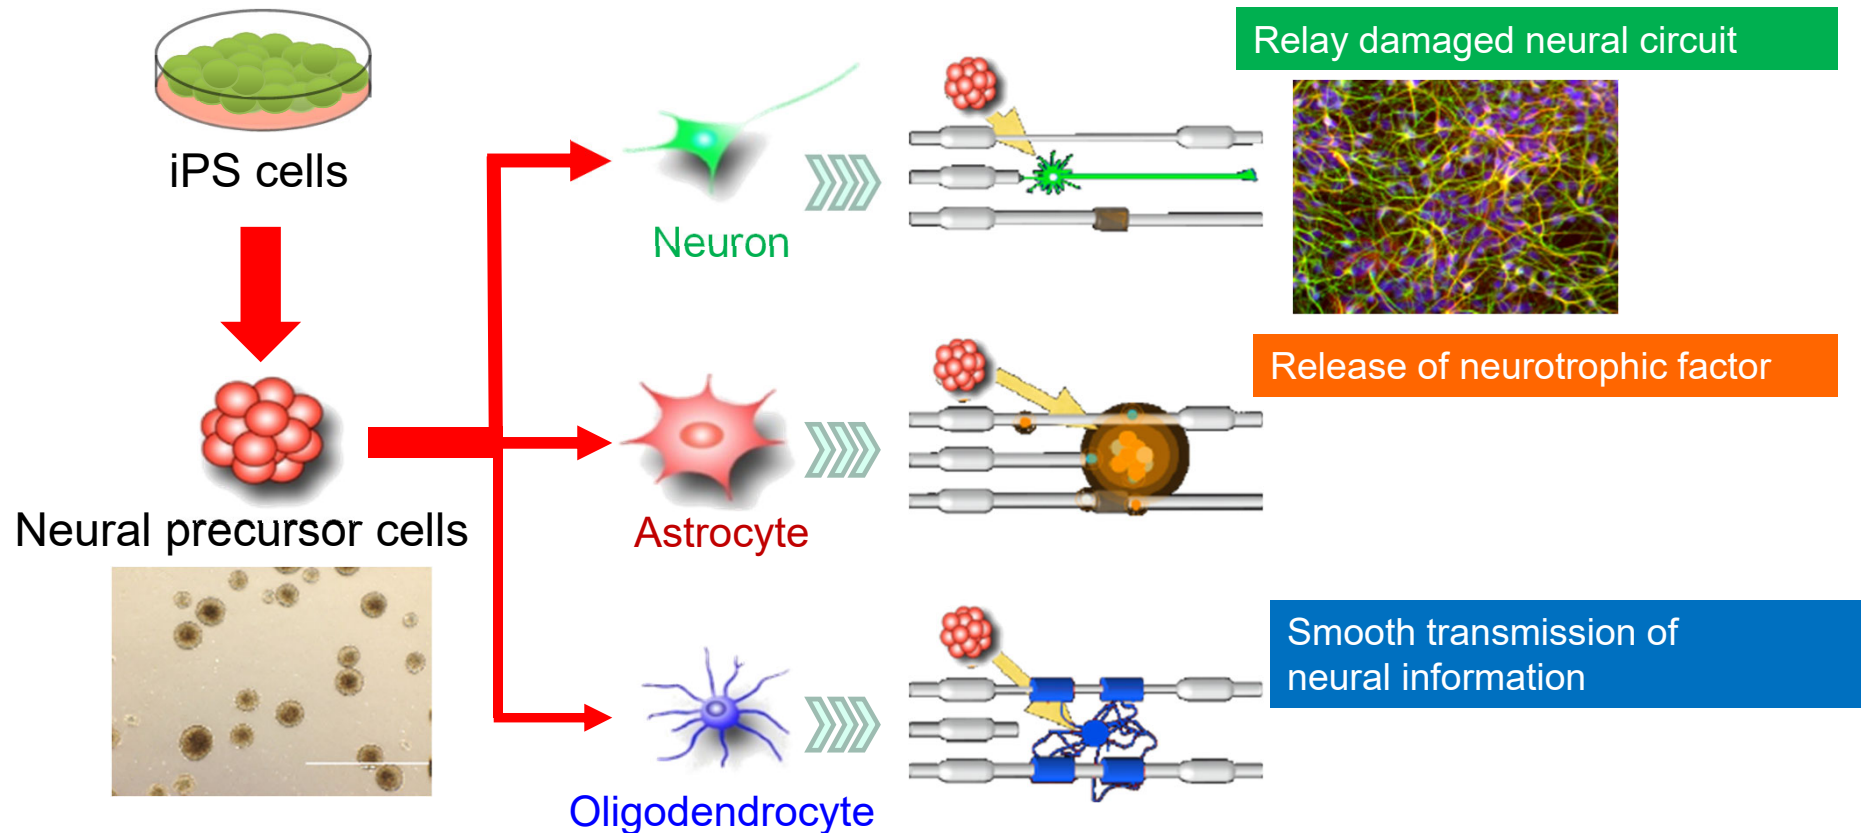 iPS cells
Neural precursor cells
Neuron
Relay damaged neural circuit
Astrocyte
Release of neurotrophic factor
Oligodendrocyte
Smooth transmission of
neural information